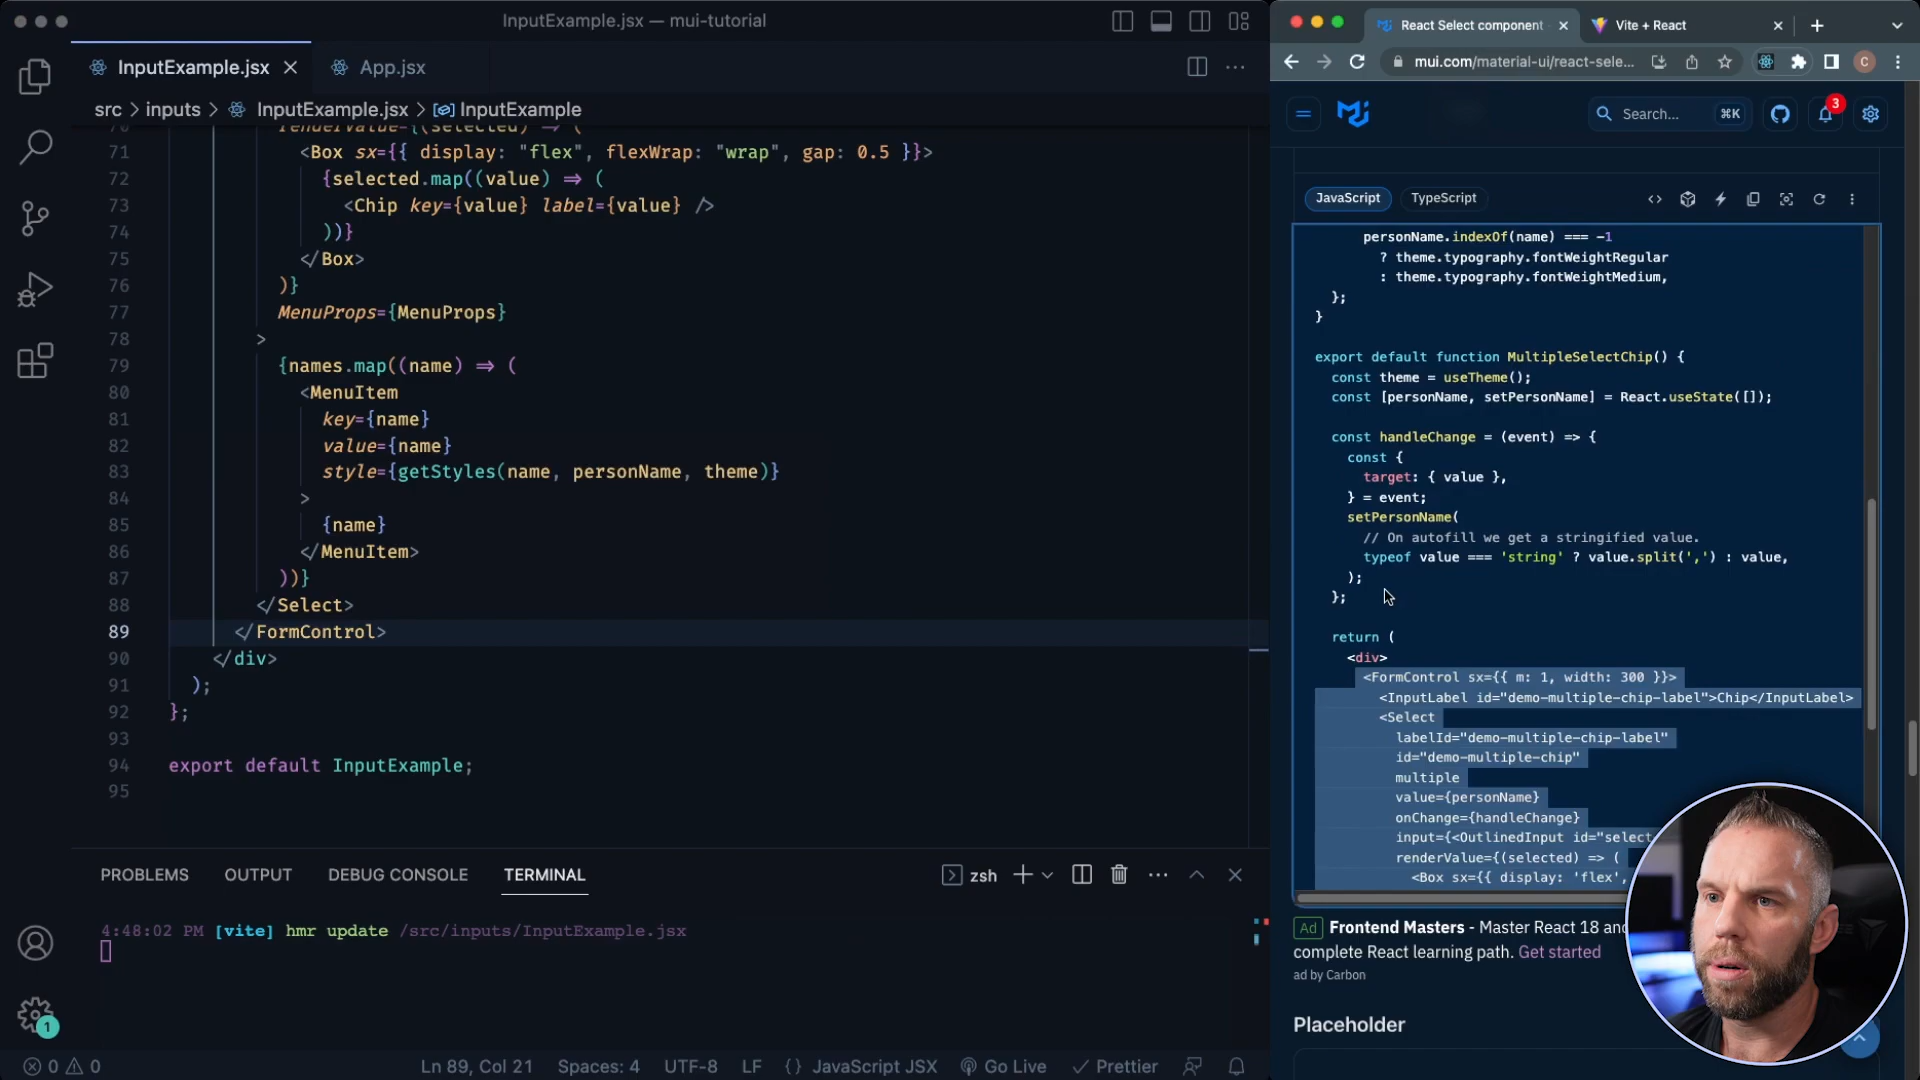 InputExample.jsx — mui-tutorial
InputExample.jsx
App.jsx
src > inputs > InputExample.jsx > InputExample
70 renderValue={(selected) => (
71 <Box sx={{ display: "flex", flexWrap: "wrap", gap: 0.5 }}>
72 {selected.map((value) => (
73 <Chip key={value} label={value} />
74 ))}
75 </Box>
76 )}
77 MenuProps={MenuProps}
78 >
79 {names.map((name) => (
80 <MenuItem
81 key={name}
82 value={name}
83 style={getStyles(name, personName, theme)}
84 >
85 {name}
86 </MenuItem>
87 ))}
88 </Select>
89 </FormControl>
90 </div>
91 );
92 };
93
94 export default InputExample;
95
PROBLEMS OUTPUT DEBUG CONSOLE TERMINAL
zsh
4:48:02 PM [vite] hmr update /src/inputs/InputExample.jsx
1
0 0 Ln 89, Col 21 Spaces: 4 UTF-8 LF {} JavaScript JSX Go Live Prettier
React Select component
Vite + React
mui.com/material-ui/react-sele...
C
Search... ⌘K
3
JavaScript TypeScript
personName.indexOf(name) === -1
? theme.typography.fontWeightRegular
: theme.typography.fontWeightMedium,
};
}
export default function MultipleSelectChip() {
const theme = useTheme();
const [personName, setPersonName] = React.useState([]);
const handleChange = (event) => {
const {
target: { value },
} = event;
setPersonName(
// On autofill we get a stringified value.
typeof value === 'string' ? value.split(',') : value,
);
};
return (
<div>
<FormControl sx={{ m: 1, width: 300 }}>
<InputLabel id="demo-multiple-chip-label">Chip</InputLabel>
<Select
labelId="demo-multiple-chip-label"
id="demo-multiple-chip"
multiple
value={personName}
onChange={handleChange}
input={<OutlinedInput id="select
renderValue={(selected) => (
<Box sx={{ display: 'flex',
Ad Frontend Masters - Master React 18 and
complete React learning path. Get started
ad by Carbon
Placeholder